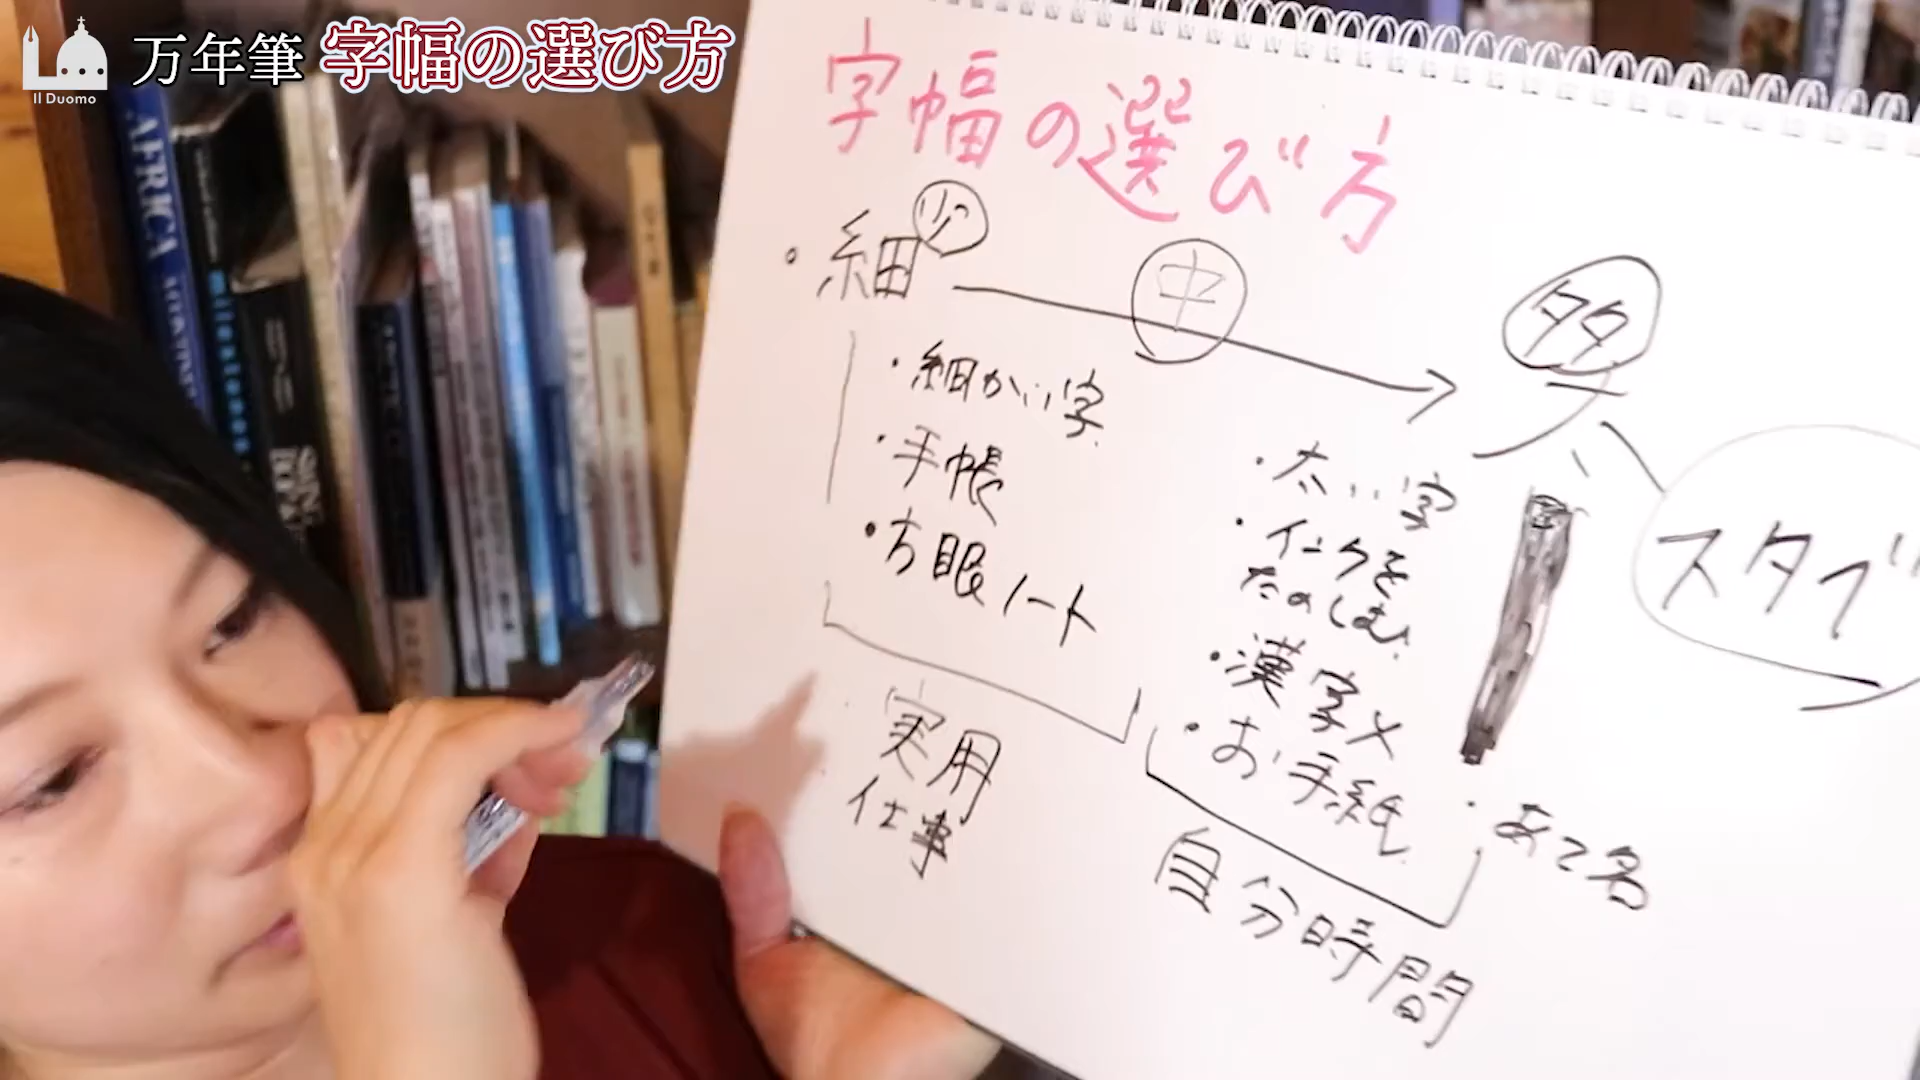 万年筆 字幅の選び方
Il Duomo
字幅の選び方
・細
少
中
多
太
・細かい字
・手帳
・方眼ノート
実用
仕事
・太い字
・インクを
たのしむ
・漢字×
・お手紙
・あて名
自分時間
スタブ
AFRICA